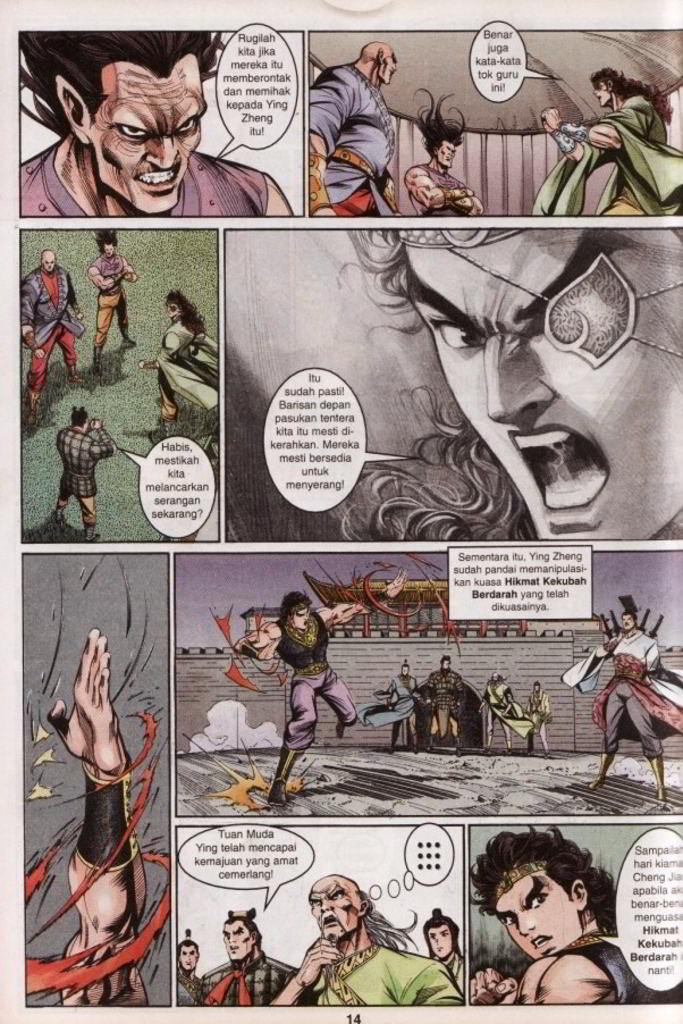 Rugilah
kita jika
mereka itu
memberontak
dan memihak
kepada Ying
Zheng
itu!
Benar
juga
kata-kata
tok guru
ini!
Habis,
mestikah
kita
melancarkan
serangan
sekarang?
Itu
sudah pasti!
Barisan depan
pasukan tentera
kita itu mesti di-
kerahkan. Mereka
mesti bersedia
untuk
menyerang!
Sementara itu, Ying Zheng
sudah pandai memanipulasi-
kan kuasa Hikmat Kekubah
Berdarah yang telah
dikuasainya.
Tuan Muda
Ying telah mencapai
kemajuan yang amat
cemerlang!
Sampailah
hari kiamat
Cheng Jia
apabila ak
benar-bena
menguasa
Hikmat
Kekubah
Berdarah i
nanti!
14